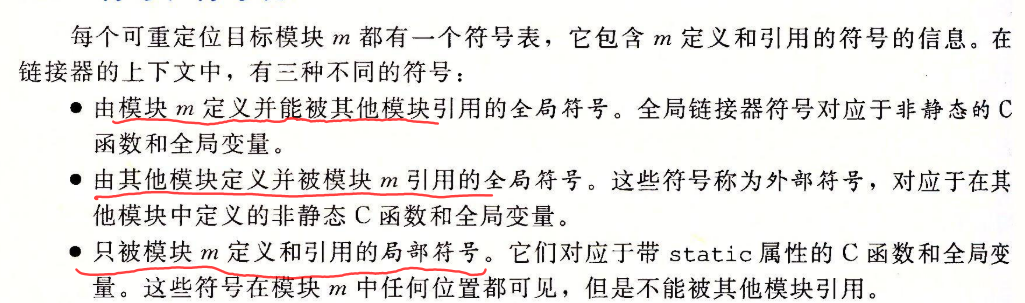 每个可重定位目标模块 m 都有一个符号表，它包含 m 定义和引用的符号的信息。在
链接器的上下文中，有三种不同的符号：
● 由模块 m 定义并能被其他模块引用的全局符号。全局链接器符号对应于非静态的 C
函数和全局变量。
● 由其他模块定义并被模块 m 引用的全局符号。这些符号称为外部符号，对应于在其
他模块中定义的非静态 C 函数和全局变量。
● 只被模块 m 定义和引用的局部符号。它们对应于带 static 属性的 C 函数和全局变
量。这些符号在模块 m 中任何位置都可见，但是不能被其他模块引用。